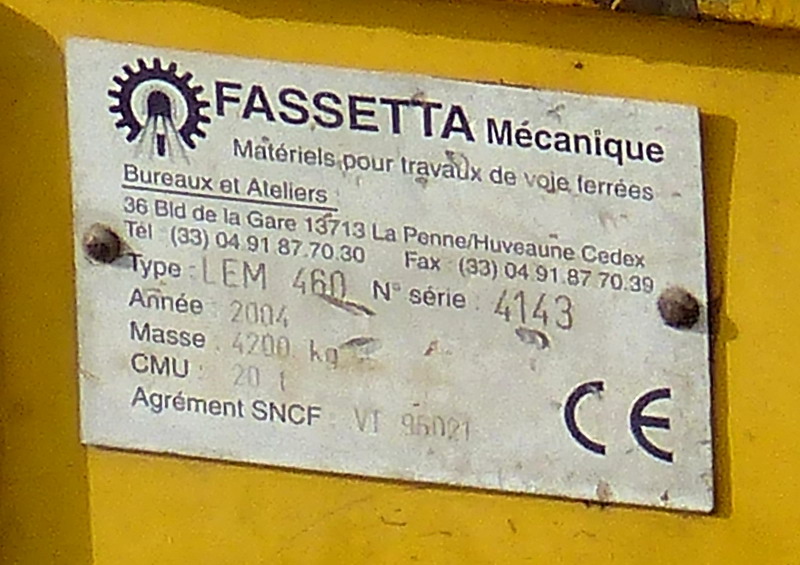 FASSETTA Mécanique
Matériels pour travaux de voie ferrées
Bureaux et Ateliers
36 Bld de la Gare 13713 La Penne/Huveaune Cedex
Tél : (33) 04 91 87.70.30 Fax : (33) 04 91 87 70.39
Type : LEM 460 N° série : 4143
Année : 2004
Masse : 4200 kg
CMU : 20 t
Agrément SNCF : VT 96021
CE